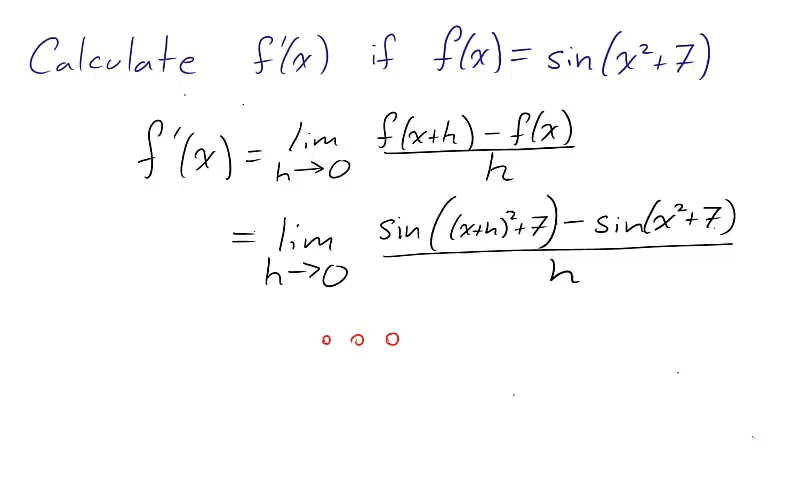 Calculate f'(x) if f(x) = sin(x²+7)
f'(x) = lim h→0 f(x+h) - f(x) / h
= lim h→0 sin((x+h)²+7) - sin(x²+7) / h
∘ ∘ ∘